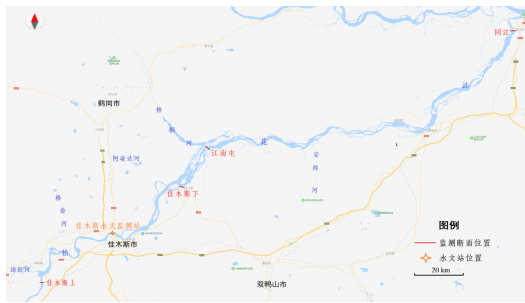 同江
江
鹤岗市
梧
桐
河
花
江南屯
安
邦
河
阿凌达河
佳木斯下
格
金
河
佳木斯水文监测站
佳木斯市
松
汤旺河
佳木斯上
双鸭山市
图例
监测断面位置
水文站位置
20 km